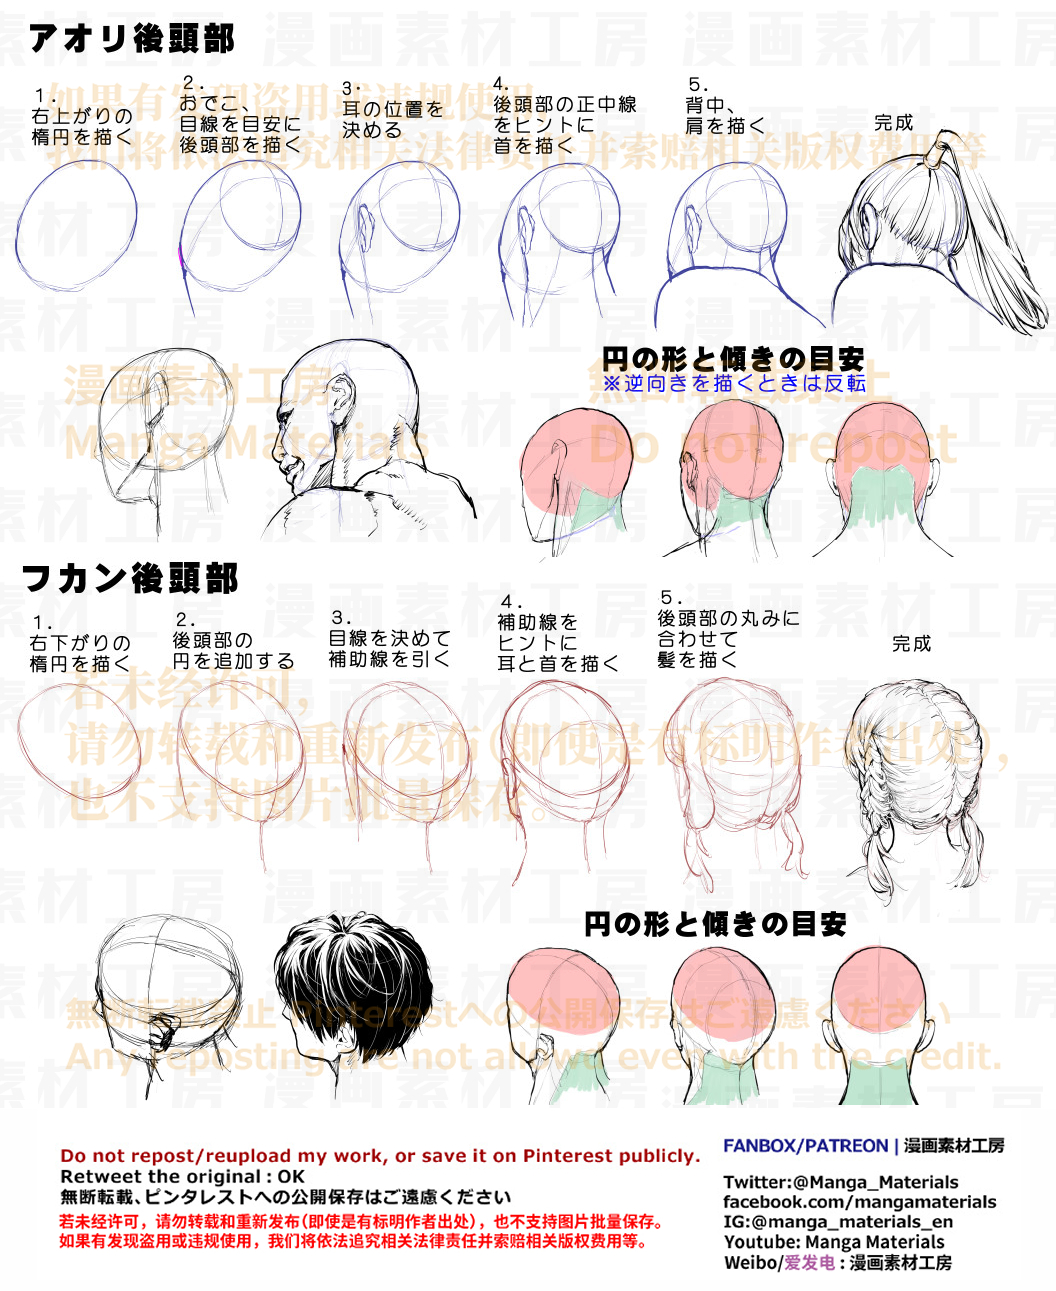 アオリ後頭部
1.
右上がりの
楕円を描く
2.
おでこ、
目線を目安に
後頭部を描く
3.
耳の位置を
決める
4.
後頭部の正中線
をヒントに
首を描く
5.
背中、
肩を描く
完成
如果有发现盗用或违规使用，
我们将依法追究相关法律责任并索赔相关版权费用等
円の形と傾きの目安
※逆向きを描くときは反転
漫画素材工房
Manga Materials
無断転載禁止
Do not repost
フカン後頭部
1.
右下がりの
楕円を描く
2.
後頭部の
円を追加する
3.
目線を決めて
補助線を引く
4.
補助線を
ヒントに
耳と首を描く
5.
後頭部の丸みに
合わせて
髪を描く
完成
若未经许可，
请勿转载和重新发布(即使是有标明作者出处)，
也不支持图片批量保存。
円の形と傾きの目安
無断転載禁止 Pinterestへの公開保存はご遠慮ください
Any reposting are not allowd even with the credit.
Do not repost/reupload my work, or save it on Pinterest publicly.
Retweet the original : OK
無断転載、ピンタレストへの公開保存はご遠慮ください
若未经许可，请勿转载和重新发布(即使是有标明作者出处)，也不支持图片批量保存。
如果有发现盗用或违规使用，我们将依法追究相关法律责任并索赔相关版权费用等。
FANBOX/PATREON | 漫画素材工房
Twitter:@Manga_Materials
facebook.com/mangamaterials
IG:@manga_materials_en
Youtube: Manga Materials
Weibo/爱发电 : 漫画素材工房